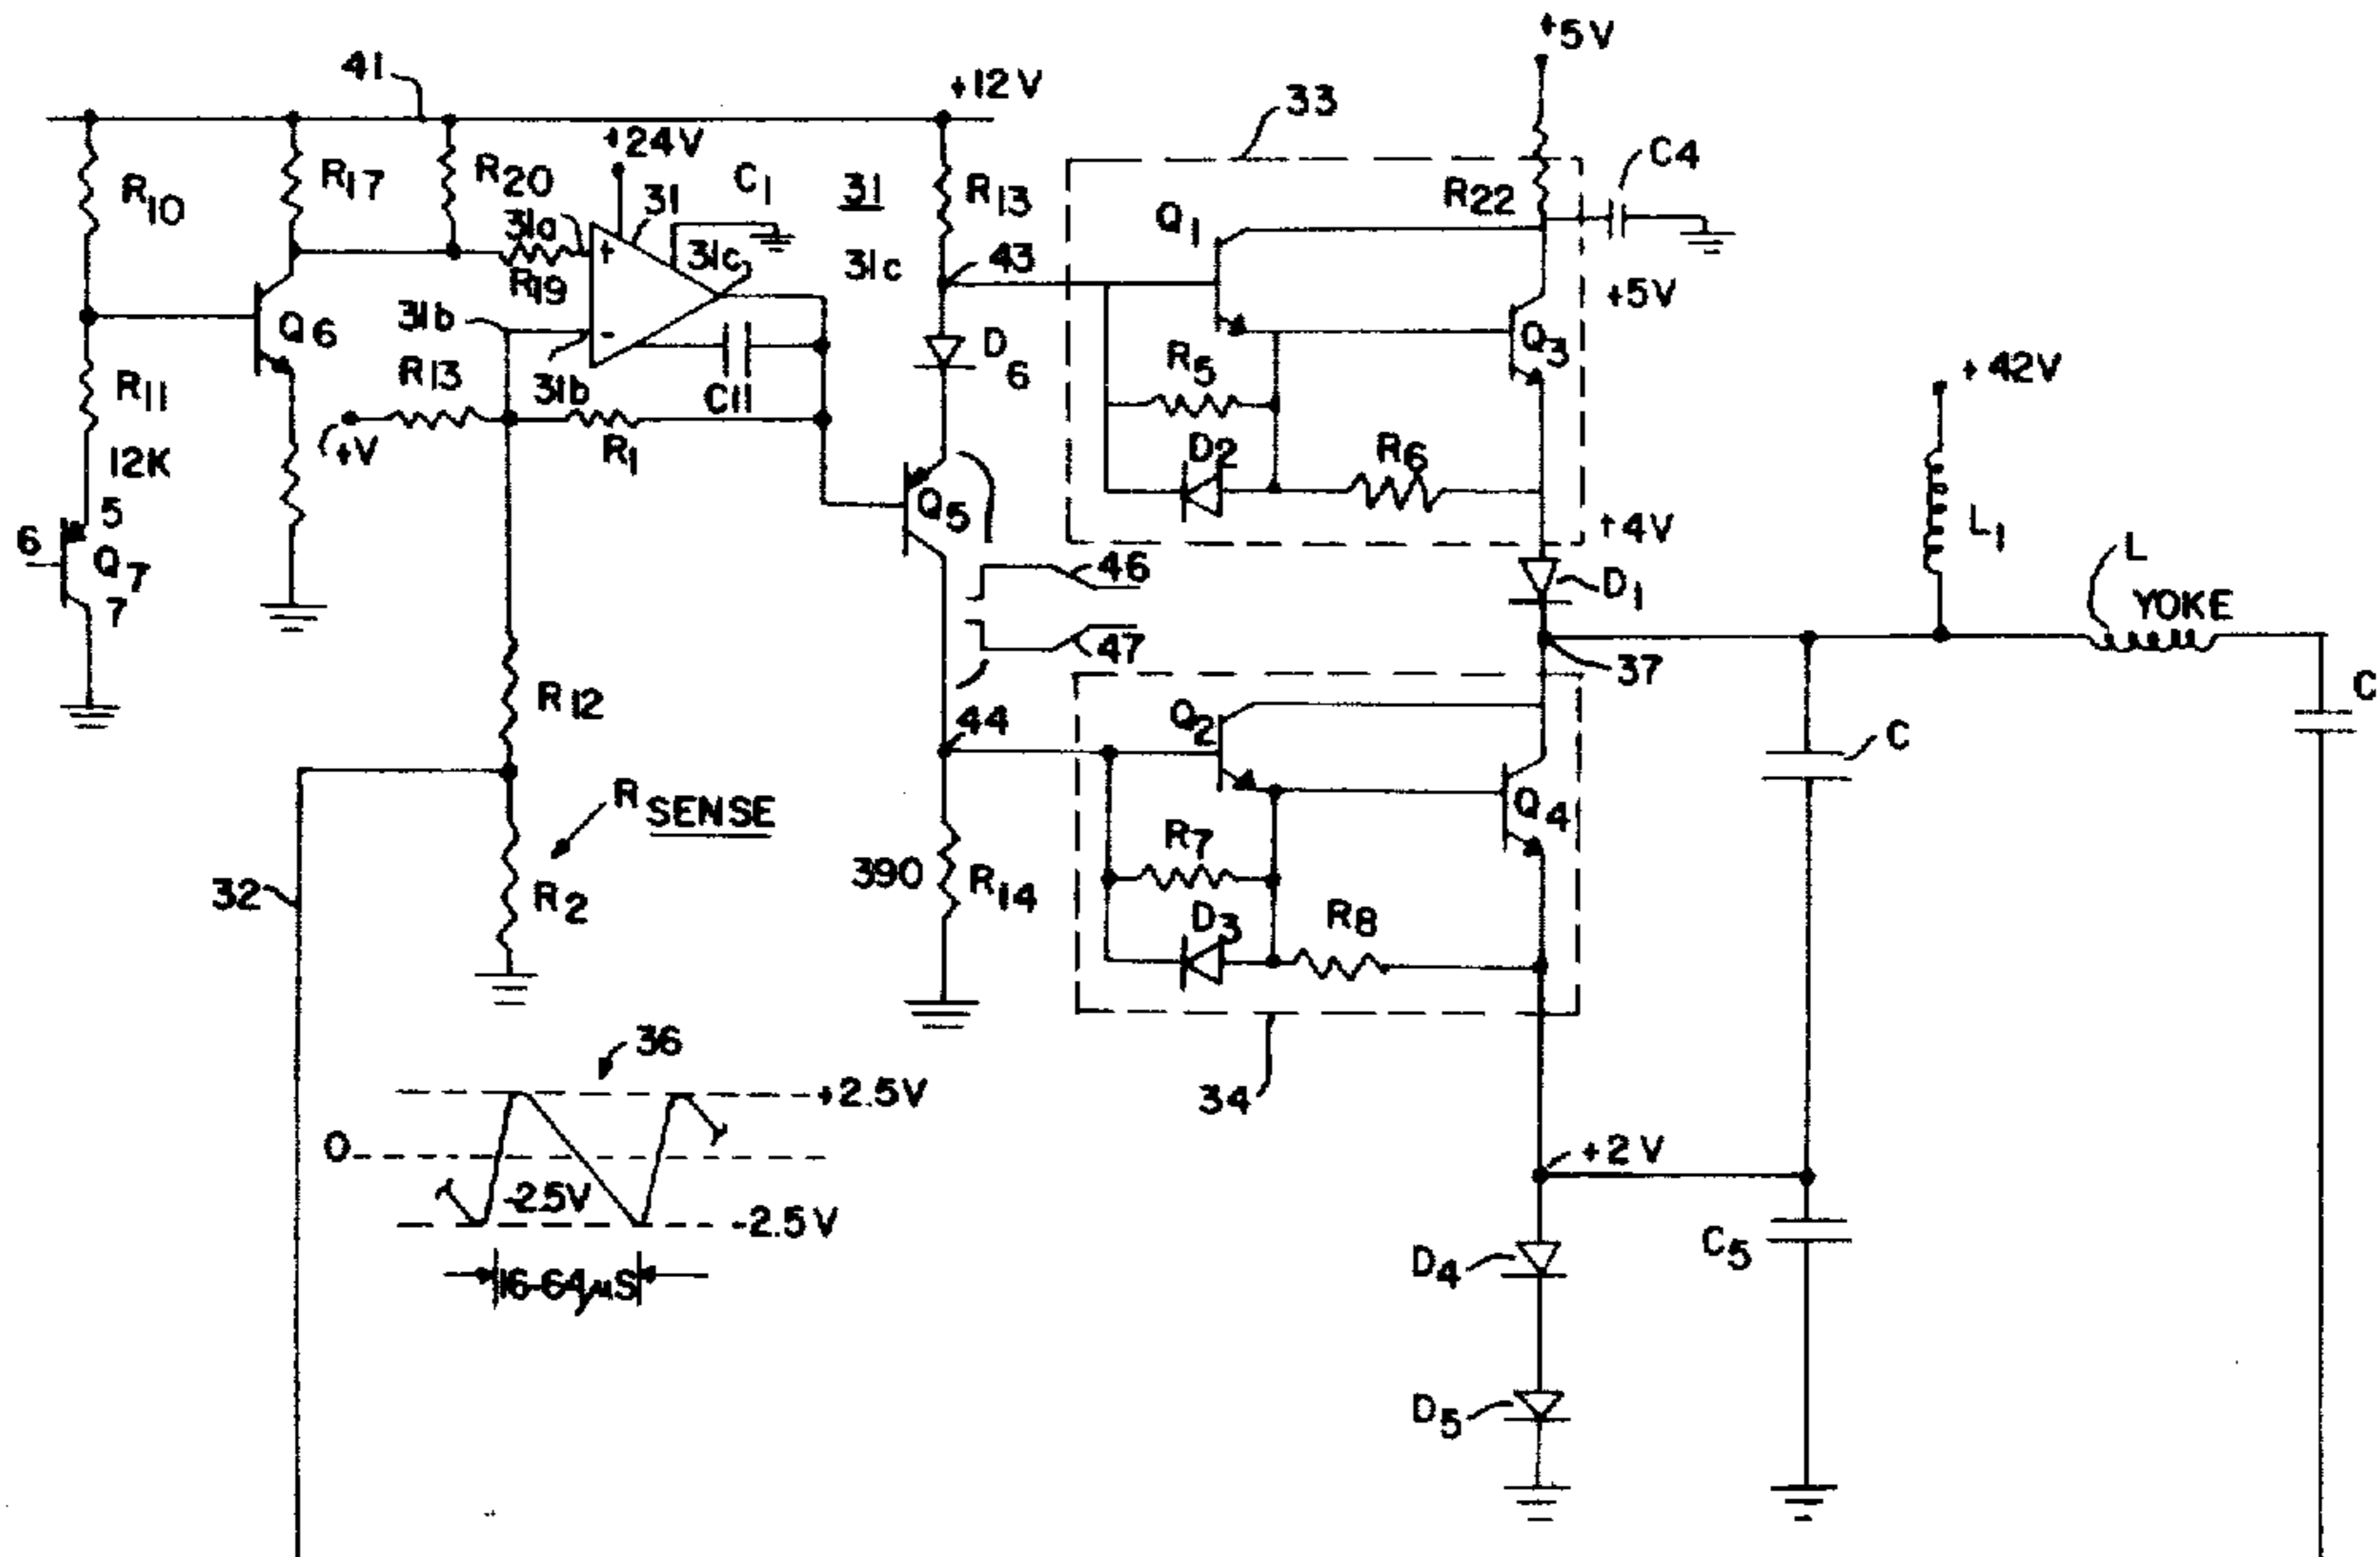 +5V
41
+12V
33
+24V
C4
R10
R17
R20
31a
31
C1
31
R13
R22
Q1
+
31c
31c
43
R19
+5V
31b
Q6
-
D6
Q3
R11
R13
31b
C11
R5
+42V
12K
+V
R1
D2
R6
5
Q5
+4V
L1
6
Q7
46
D1
L
7
YOKE
47
37
R12
Q2
C
44
C
RSENSE
Q4
R7
32
R2
390
R14
D3
R8
36
+2.5V
34
0
+2V
-2.5V
-2.5V
D4
C5
16-64µS
D5